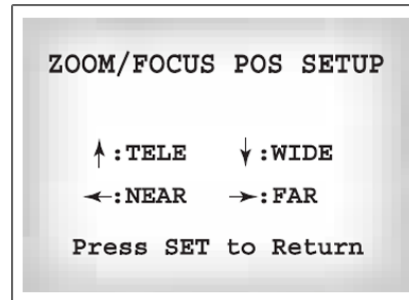 ZOOM/FOCUS POS SETUP
↑:TELE ↓:WIDE
←:NEAR →:FAR
Press SET to Return